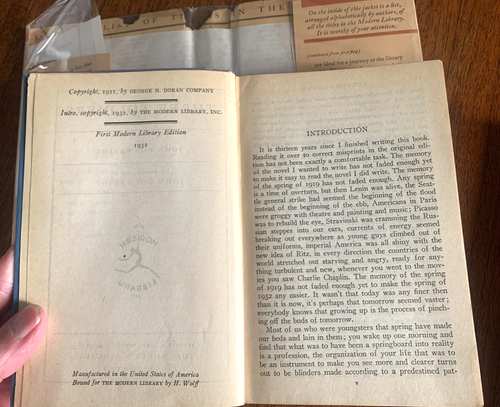 LIST OF TITLES IN THE
On the inside of this jacket is a list,
arranged alphabetically by authors, of
all the titles in the Modern Library.
It is worthy of your attention.
(continued from first flap)
are ideal for a journey or the library
Copyright, 1921, by GEORGE H. DORAN COMPANY
Intro. copyright, 1932, by THE MODERN LIBRARY, INC.
First Modern Library Edition
1932
Manufactured in the United States of America
Bound for THE MODERN LIBRARY by H. Wolff
INTRODUCTION
It is thirteen years since I finished writing this book.
Reading it over to correct misprints in the original edi-
tion has not been exactly a comfortable task. The memory
of the novel I wanted to write has not faded enough yet
to make it easy to read the novel I did write. The memory
of the spring of 1919 has not faded enough. Any spring
is a time of overturn, but then Lenin was alive, the Seat-
tle general strike had seemed the beginning of the flood
instead of the beginning of the ebb, Americans in Paris
were groggy with theatre and painting and music; Picasso
was to rebuild the eye, Stravinski was cramming the Rus-
sian steppes into our ears, currents of energy seemed
breaking out everywhere as young guys climbed out of
their uniforms, imperial America was all shiny with the
new idea of Ritz, in every direction the countries of the
world stretched out starving and angry, ready for any-
thing turbulent and new, whenever you went to the mov-
ies you saw Charlie Chaplin. The memory of the spring
of 1919 has not faded enough yet to make the spring of
1932 any easier. It wasn't that today was any finer then
than it is now, it's perhaps that tomorrow seemed vaster;
everybody knows that growing up is the process of pinch-
ing off the buds of tomorrow.
Most of us who were youngsters that spring have made
our beds and lain in them; you wake up one morning and
find that what was to have been a springboard into reality
is a profession, the organization of your life that was to
be an instrument to make you see more and clearer turns
out to be blinders made according to a predestined pat-
v